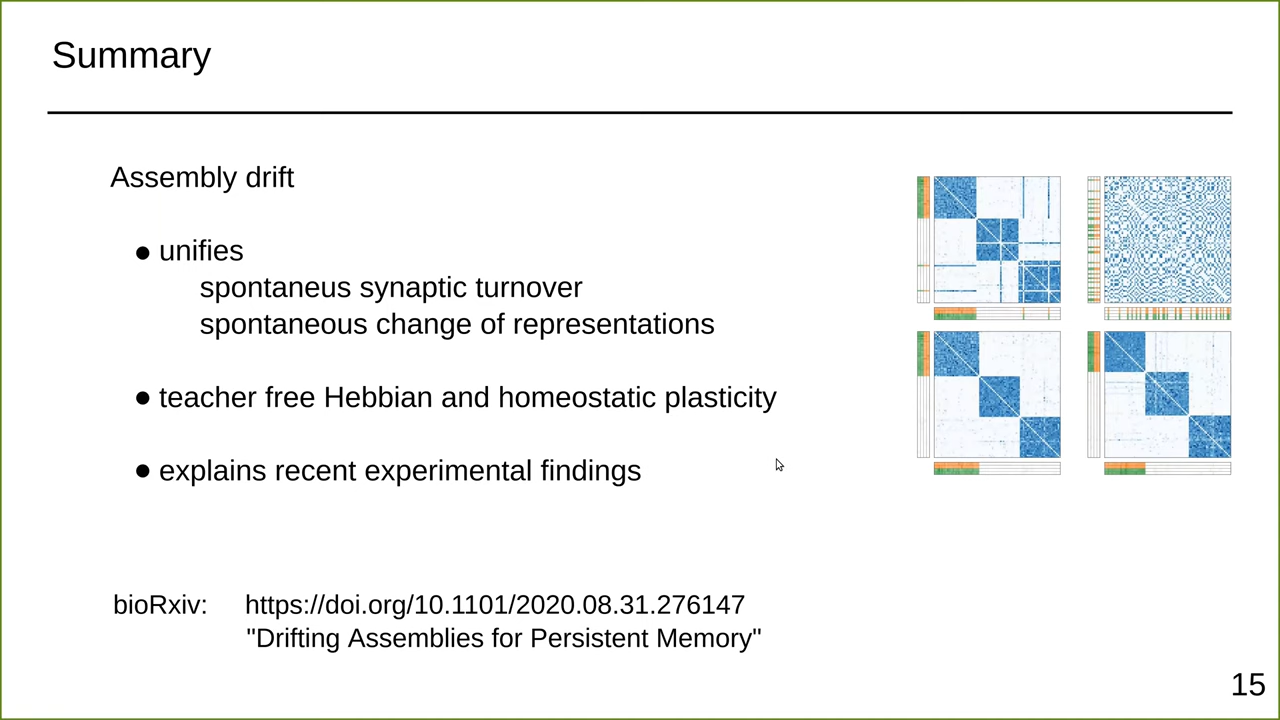 Summary
Assembly drift
● unifies
spontaneus synaptic turnover
spontaneous change of representations
● teacher free Hebbian and homeostatic plasticity
● explains recent experimental findings
bioRxiv: https://doi.org/10.1101/2020.08.31.276147
"Drifting Assemblies for Persistent Memory"
15